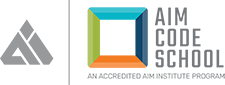 AIM
CODE
SCHOOL
AN ACCREDITED AIM INSTITUTE PROGRAM